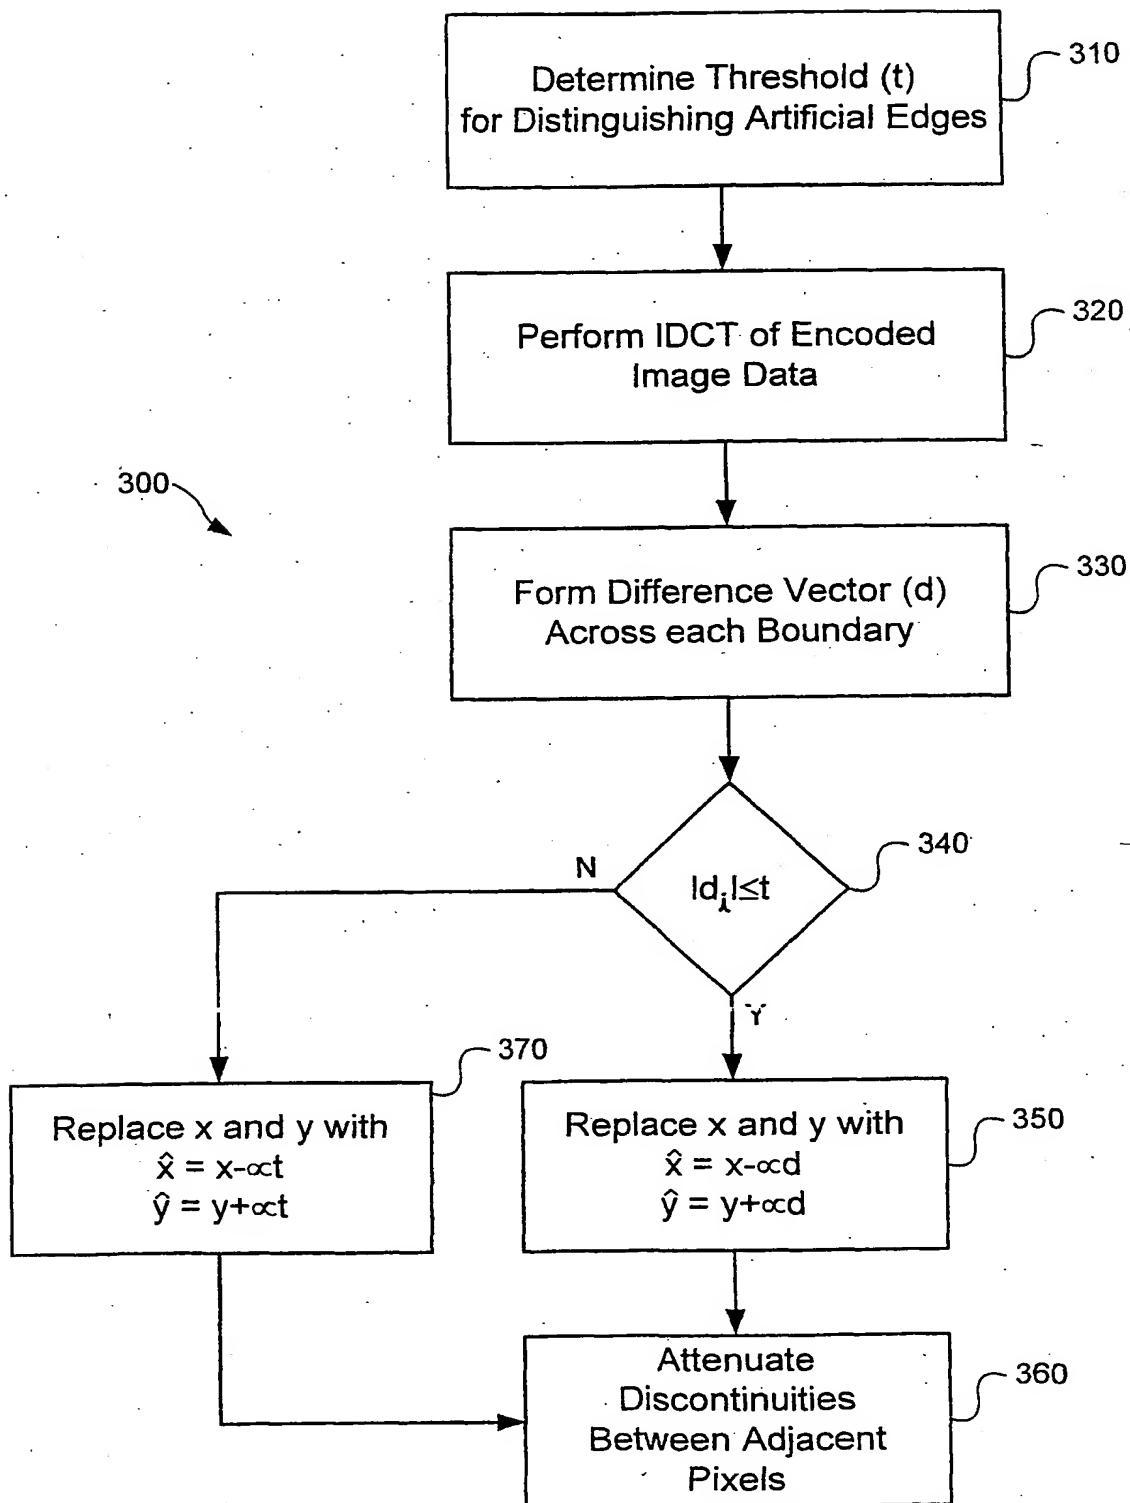 Determine Threshold (t)
for Distinguishing Artificial Edges
310
Perform IDCT of Encoded
Image Data
320
300
Form Difference Vector (d)
Across each Boundary
330
N
|dᵢ|≤t
340
Y
370
Replace x and y with
x̂ = x-∝t
ŷ = y+∝t
Replace x and y with
x̂ = x-∝d
ŷ = y+∝d
350
Attenuate
Discontinuities
Between Adjacent
Pixels
360